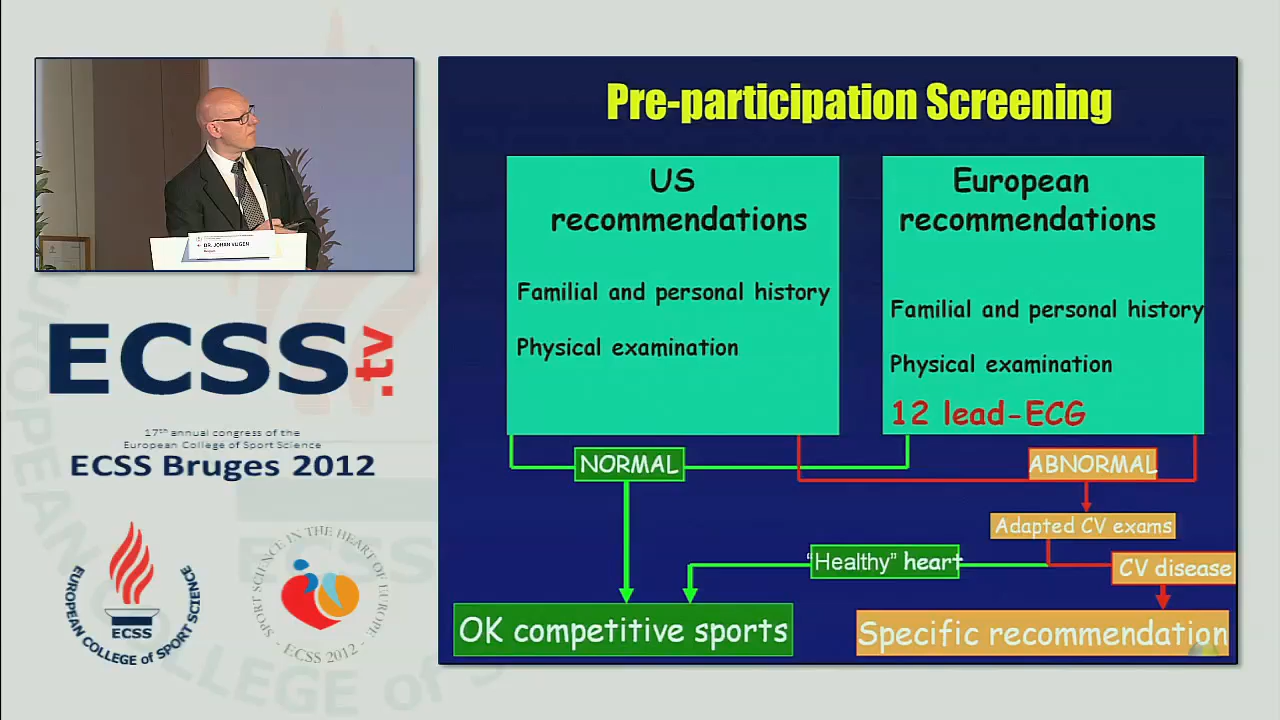 DR. JOHAN VIJGEN
ECSS.tv
17th annual congress of the
European College of Sport Science
ECSS Bruges 2012
EUROPEAN COLLEGE of SPORT SCIENCE
ECSS
SPORT SCIENCE IN THE HEART OF EUROPE
- ECSS 2012 -
Pre-participation Screening
US
recommendations
Familial and personal history
Physical examination
European
recommendations
Familial and personal history
Physical examination
12 lead-ECG
NORMAL
ABNORMAL
Adapted CV exams
"Healthy" heart
CV disease
OK competitive sports
Specific recommendation